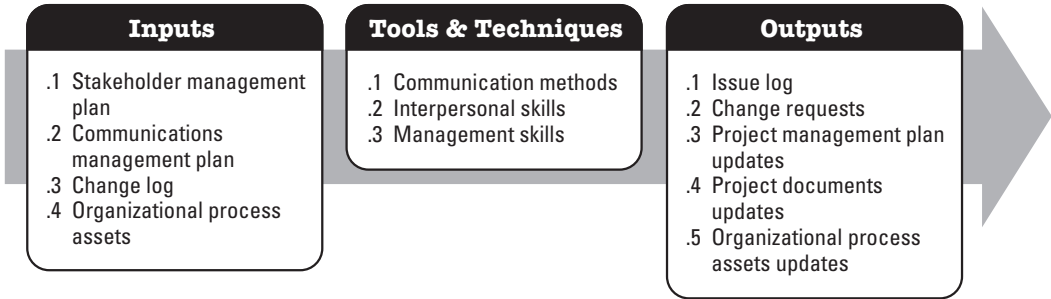 Inputs
.1 Stakeholder management
plan
.2 Communications
management plan
.3 Change log
.4 Organizational process
assets
Tools & Techniques
.1 Communication methods
.2 Interpersonal skills
.3 Management skills
Outputs
.1 Issue log
.2 Change requests
.3 Project management plan
updates
.4 Project documents
updates
.5 Organizational process
assets updates